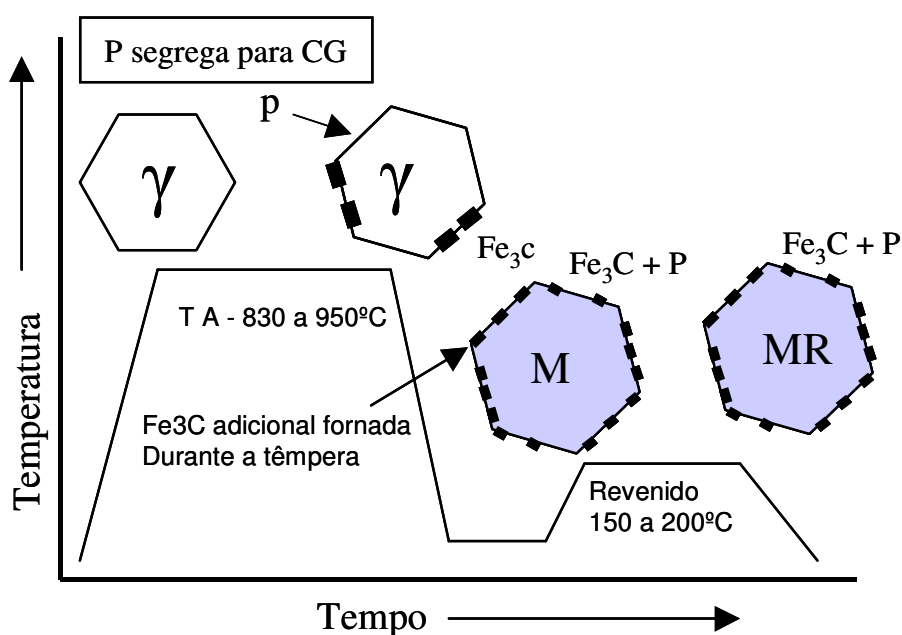 P segrega para CG
p
γ
γ
Fe₃c
Fe₃C + P
Fe₃C + P
T A - 830 a 950ºC
M
MR
Fe3C adicional fornada
Durante a têmpera
Revenido
150 a 200ºC
Temperatura
Tempo